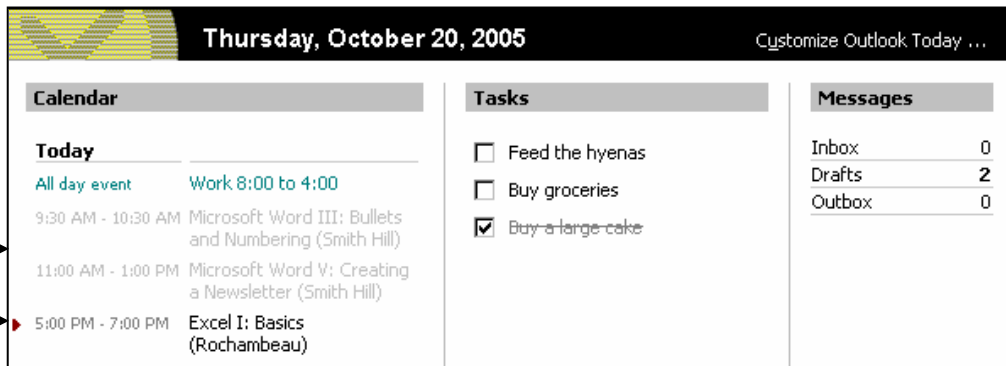 Thursday, October 20, 2005
Customize Outlook Today ...
Calendar
Today
All day event Work 8:00 to 4:00
9:30 AM - 10:30 AM Microsoft Word III: Bullets
and Numbering (Smith Hill)
11:00 AM - 1:00 PM Microsoft Word V: Creating
a Newsletter (Smith Hill)
5:00 PM - 7:00 PM Excel I: Basics
(Rochambeau)
Tasks
Feed the hyenas
Buy groceries
Buy a large cake
Messages
Inbox 0
Drafts 2
Outbox 0